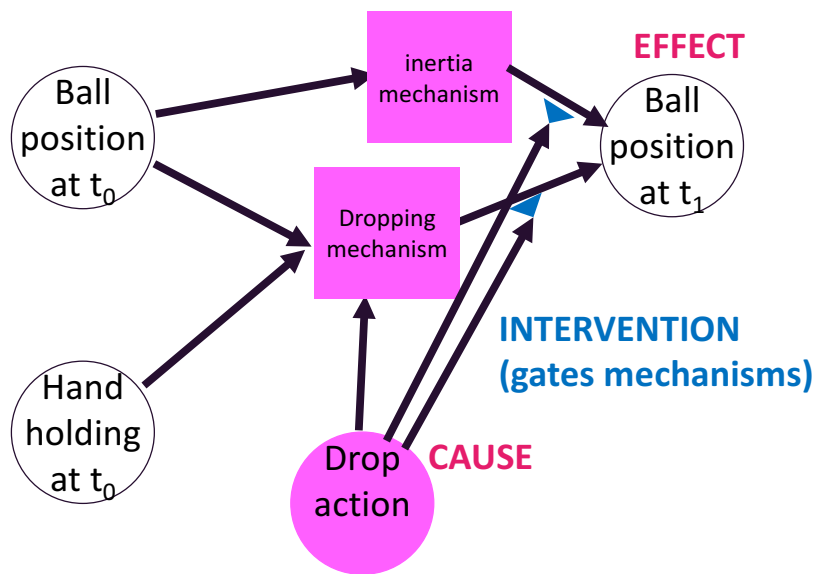 inertia
mechanism
EFFECT
Ball
position
at t₀
Ball
position
at t₁
Dropping
mechanism
INTERVENTION
(gates mechanisms)
Hand
holding
at t₀
Drop
action
CAUSE